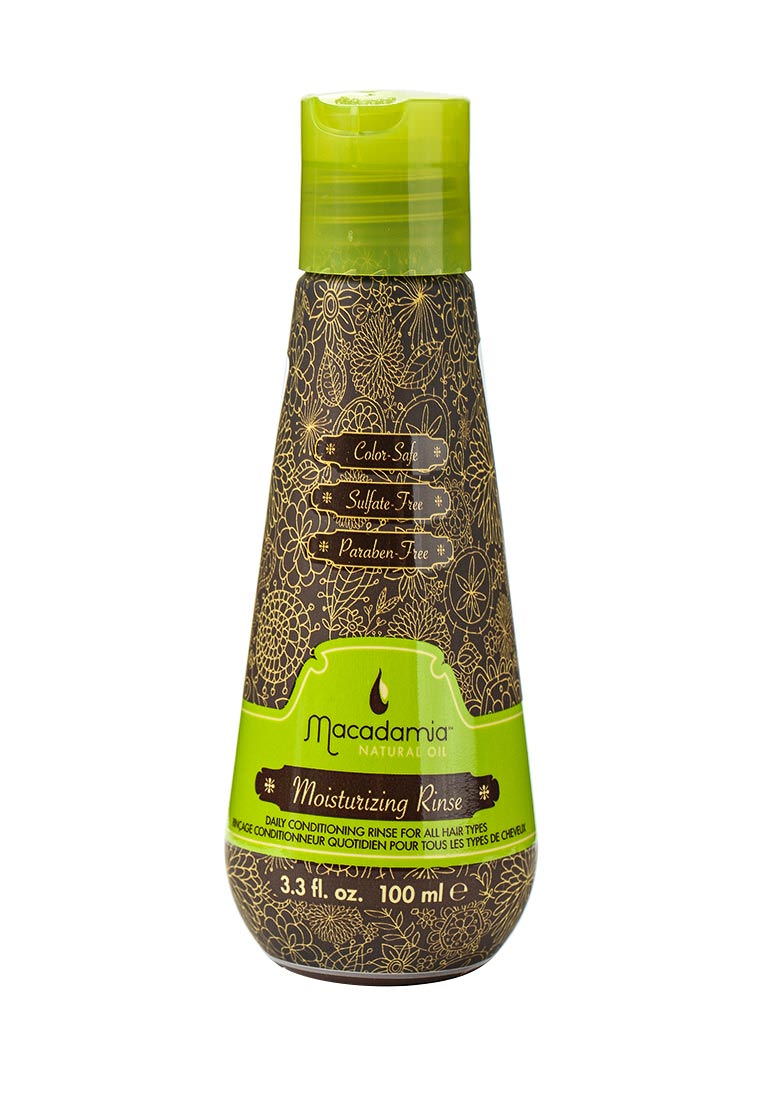 Color-Safe
Sulfate-Free
Paraben-Free
Macadamia™
NATURAL OIL
Moisturizing Rinse
DAILY CONDITIONING RINSE FOR ALL HAIR TYPES
RINÇAGE CONDITIONNEUR QUOTIDIEN POUR TOUS LES TYPES DE CHEVEUX
3.3 fl. oz. 100 ml ℮